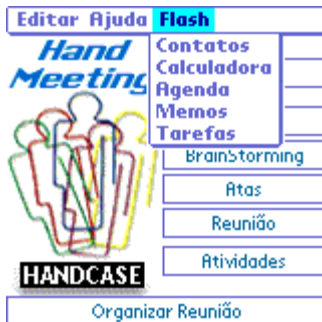 Editar Ajuda Flash
Hand
Meeting
Contatos
Calculadora
Agenda
Memos
Tarefas
BrainStorming
Atas
Reunião
Atividades
HANDCASE
Organizar Reunião